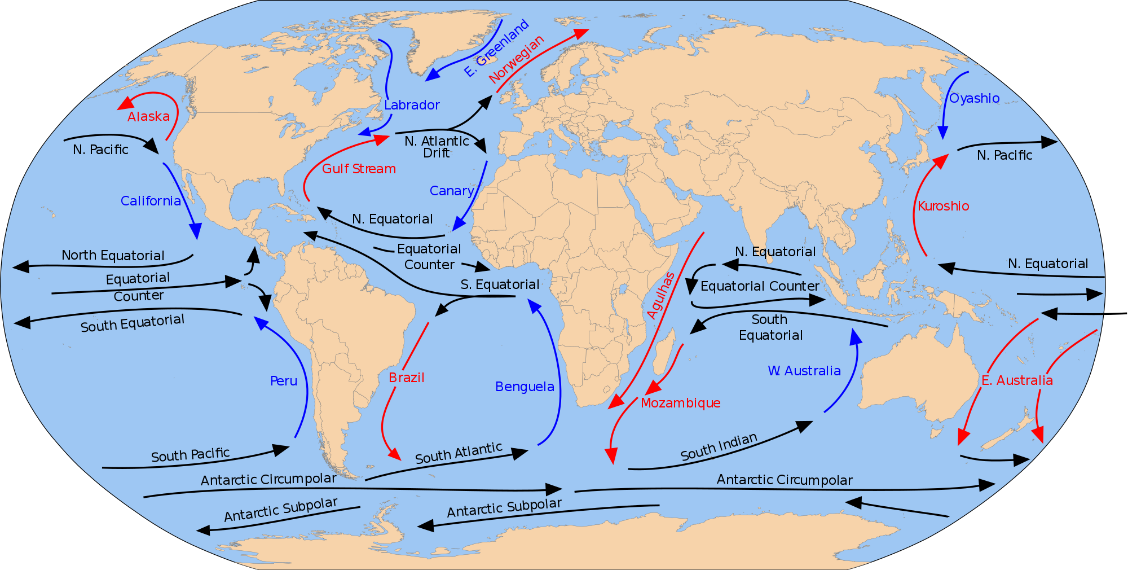 E. Greenland
Norwegian
Labrador
Oyashio
Alaska
N. Pacific
N. Atlantic
Drift
N. Pacific
Gulf Stream
Canary
California
Kuroshio
N. Equatorial
North Equatorial
Equatorial
Counter
N. Equatorial
N. Equatorial
Equatorial
Counter
S. Equatorial
Agulhas
Equatorial Counter
South Equatorial
South
Equatorial
Peru
Brazil
Benguela
W. Australia
E. Australia
Mozambique
South Pacific
South Atlantic
South Indian
Antarctic Circumpolar
Antarctic Circumpolar
Antarctic Subpolar
Antarctic Subpolar